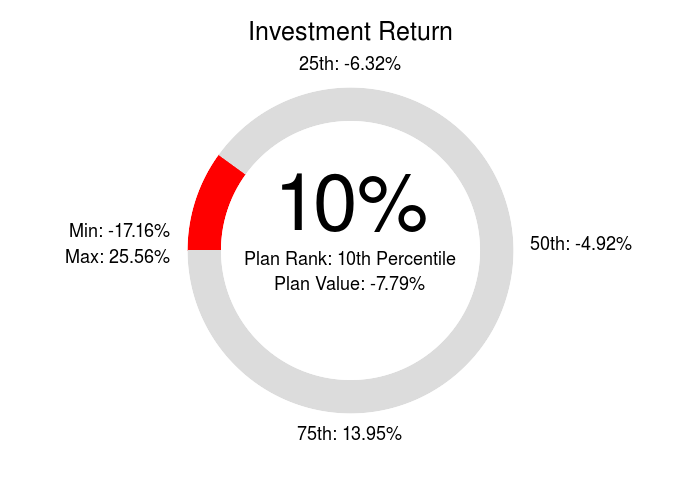 Investment Return
25th: -6.32%
10%
Min: -17.16%
Max: 25.56%
Plan Rank: 10th Percentile
Plan Value: -7.79%
50th: -4.92%
75th: 13.95%